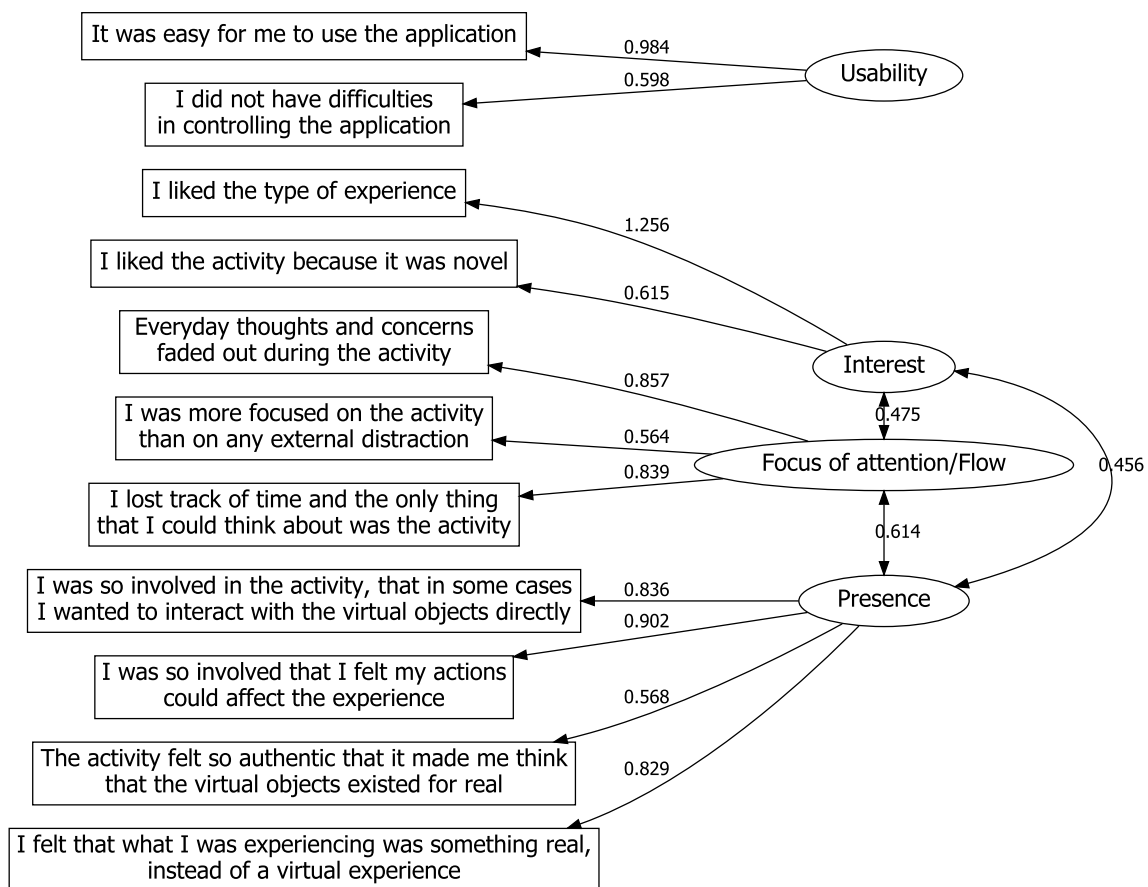 It was easy for me to use the application
0.984
Usability
0.598
I did not have difficulties
in controlling the application
I liked the type of experience
1.256
I liked the activity because it was novel
0.615
Everyday thoughts and concerns
faded out during the activity
Interest
0.857
0.475
I was more focused on the activity
than on any external distraction
0.564
Focus of attention/Flow
0.456
0.839
I lost track of time and the only thing
that I could think about was the activity
0.614
I was so involved in the activity, that in some cases
I wanted to interact with the virtual objects directly
0.836
Presence
0.902
I was so involved that I felt my actions
could affect the experience
0.568
The activity felt so authentic that it made me think
that the virtual objects existed for real
0.829
I felt that what I was experiencing was something real,
instead of a virtual experience